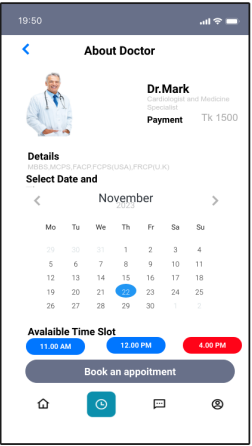 19:50
About Doctor
Dr.Mark
Cardiologist and Medicine
Specialist
Payment Tk 1500
Details
MBBS,MCPS,FACP,FCPS(USA),FRCP(U.K)
Select Date and
November
2023
Mo Tu We Th Fr Sa Su
29 30 31 1 2 3 4
5 6 7 8 9 10 11
12 13 14 15 16 17 18
19 20 21 22 23 24 25
26 27 28 29 30 1 2
Avalaible Time Slot
11.00 AM 12.00 PM 4.00 PM
Book an appoitment